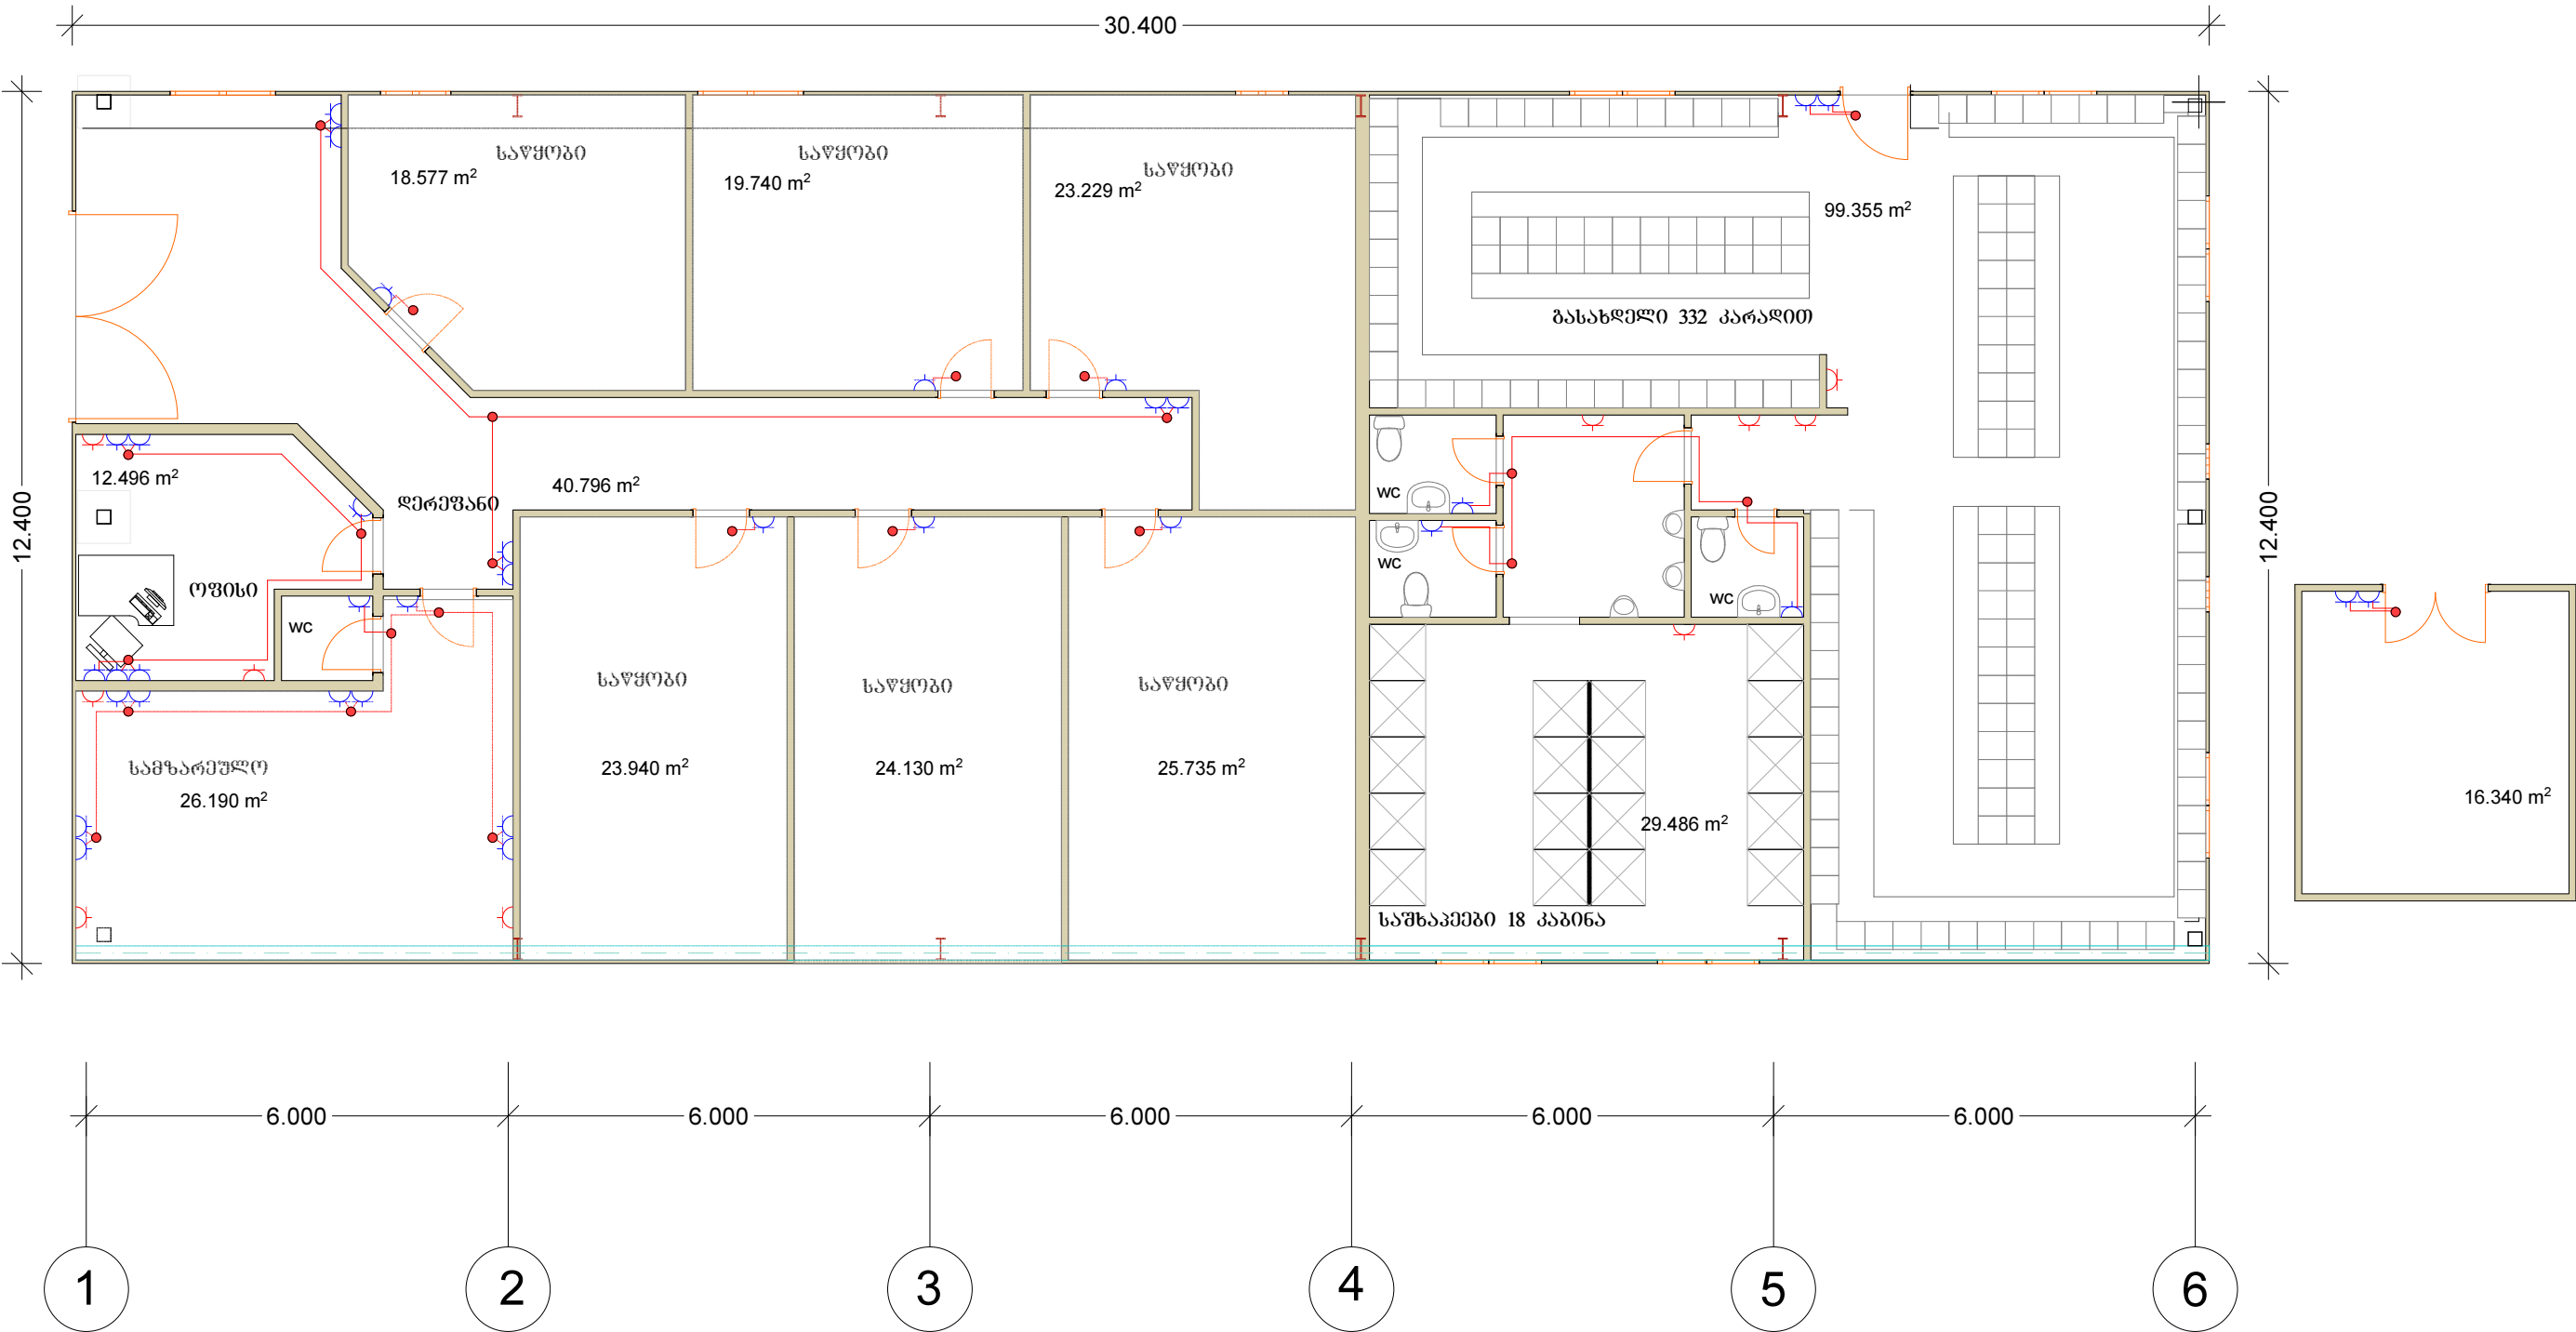 30.400
12.400
12.400
საწყობი
18.577 m²
საწყობი
19.740 m²
საწყობი
23.229 m²
99.355 m²
გასახდელი 332 კარადით
12.496 m²
დერეფანი
40.796 m²
ოფისი
wc
wc
wc
wc
სამზარეულო
26.190 m²
საწყობი
23.940 m²
საწყობი
24.130 m²
საწყობი
25.735 m²
29.486 m²
საშხაპეები 18 კაბინა
16.340 m²
6.000
6.000
6.000
6.000
6.000
1
2
3
4
5
6